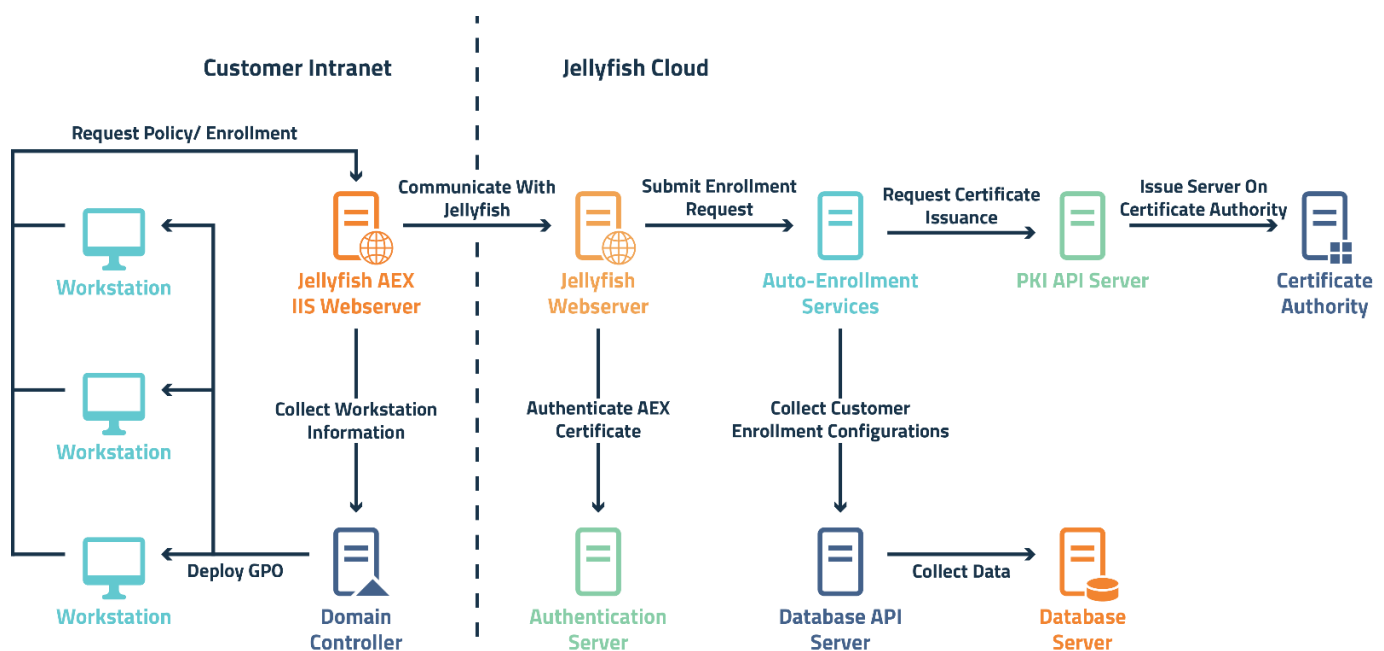 Customer Intranet
Jellyfish Cloud
Request Policy/ Enrollment
Communicate With
Jellyfish
Submit Enrollment
Request
Request Certificate
Issuance
Issue Server On
Certificate Authority
Workstation
Jellyfish AEX
IIS Webserver
Jellyfish
Webserver
Auto-Enrollment
Services
PKI API Server
Certificate
Authority
Workstation
Collect Workstation
Information
Authenticate AEX
Certificate
Collect Customer
Enrollment Configurations
Deploy GPO
Collect Data
Workstation
Domain
Controller
Authentication
Server
Database API
Server
Database
Server